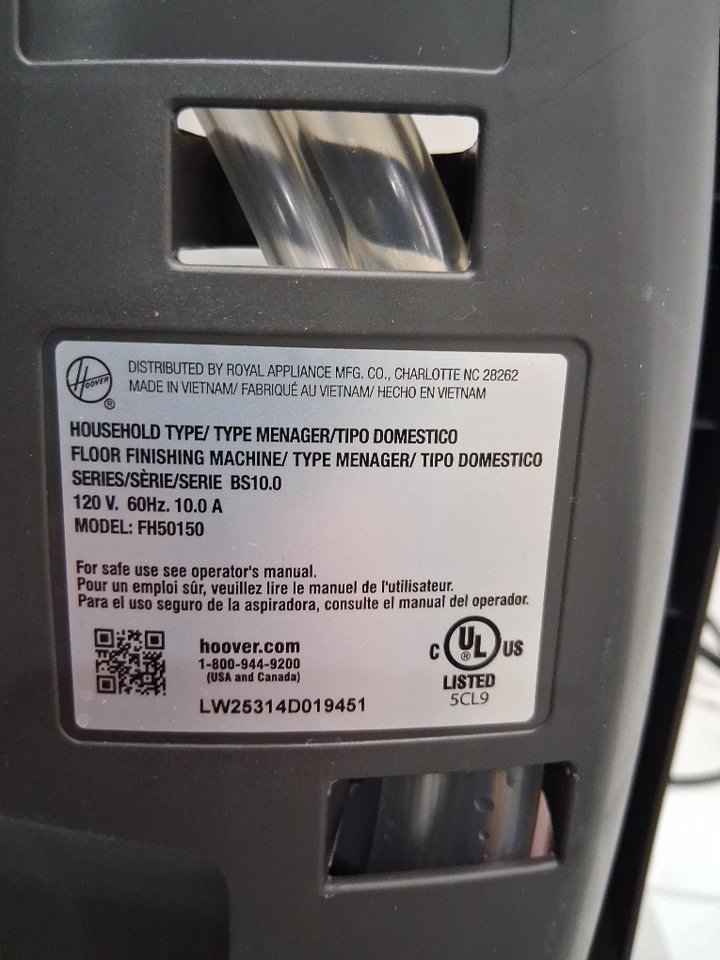 HOOVER
®
DISTRIBUTED BY ROYAL APPLIANCE MFG. CO., CHARLOTTE NC 28262
MADE IN VIETNAM/ FABRIQUÉ AU VIETNAM/ HECHO EN VIETNAM
HOUSEHOLD TYPE/ TYPE MENAGER/TIPO DOMESTICO
FLOOR FINISHING MACHINE/ TYPE MENAGER/ TIPO DOMESTICO
SERIES/SÈRIE/SERIE BS10.0
120 V. 60Hz. 10.0 A
MODEL: FH50150
For safe use see operator's manual.
Pour un emploi sûr, veuillez lire le manuel de l'utilisateur.
Para el uso seguro de la aspiradora, consulte el manual del operador.
hoover.com
1-800-944-9200
(USA and Canada)
LW25314D019451
C UL ® US
LISTED
5CL9